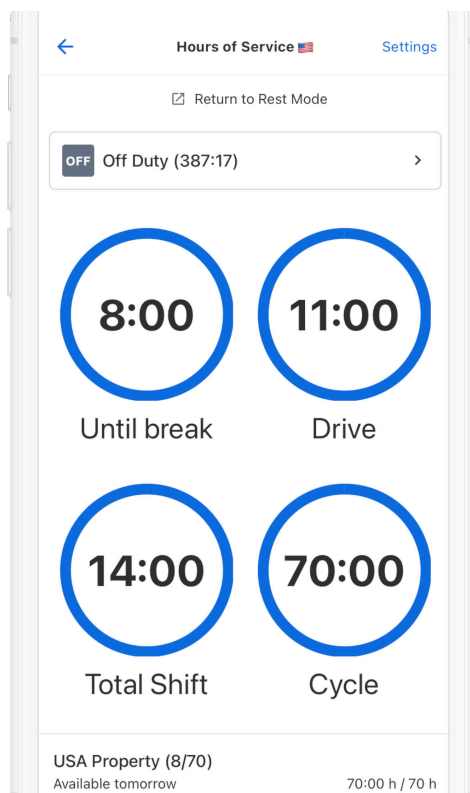 Hours of Service 🇺🇸 Settings
Return to Rest Mode
OFF Off Duty (387:17)
8:00 11:00
Until break Drive
14:00 70:00
Total Shift Cycle
USA Property (8/70)
Available tomorrow 70:00 h / 70 h